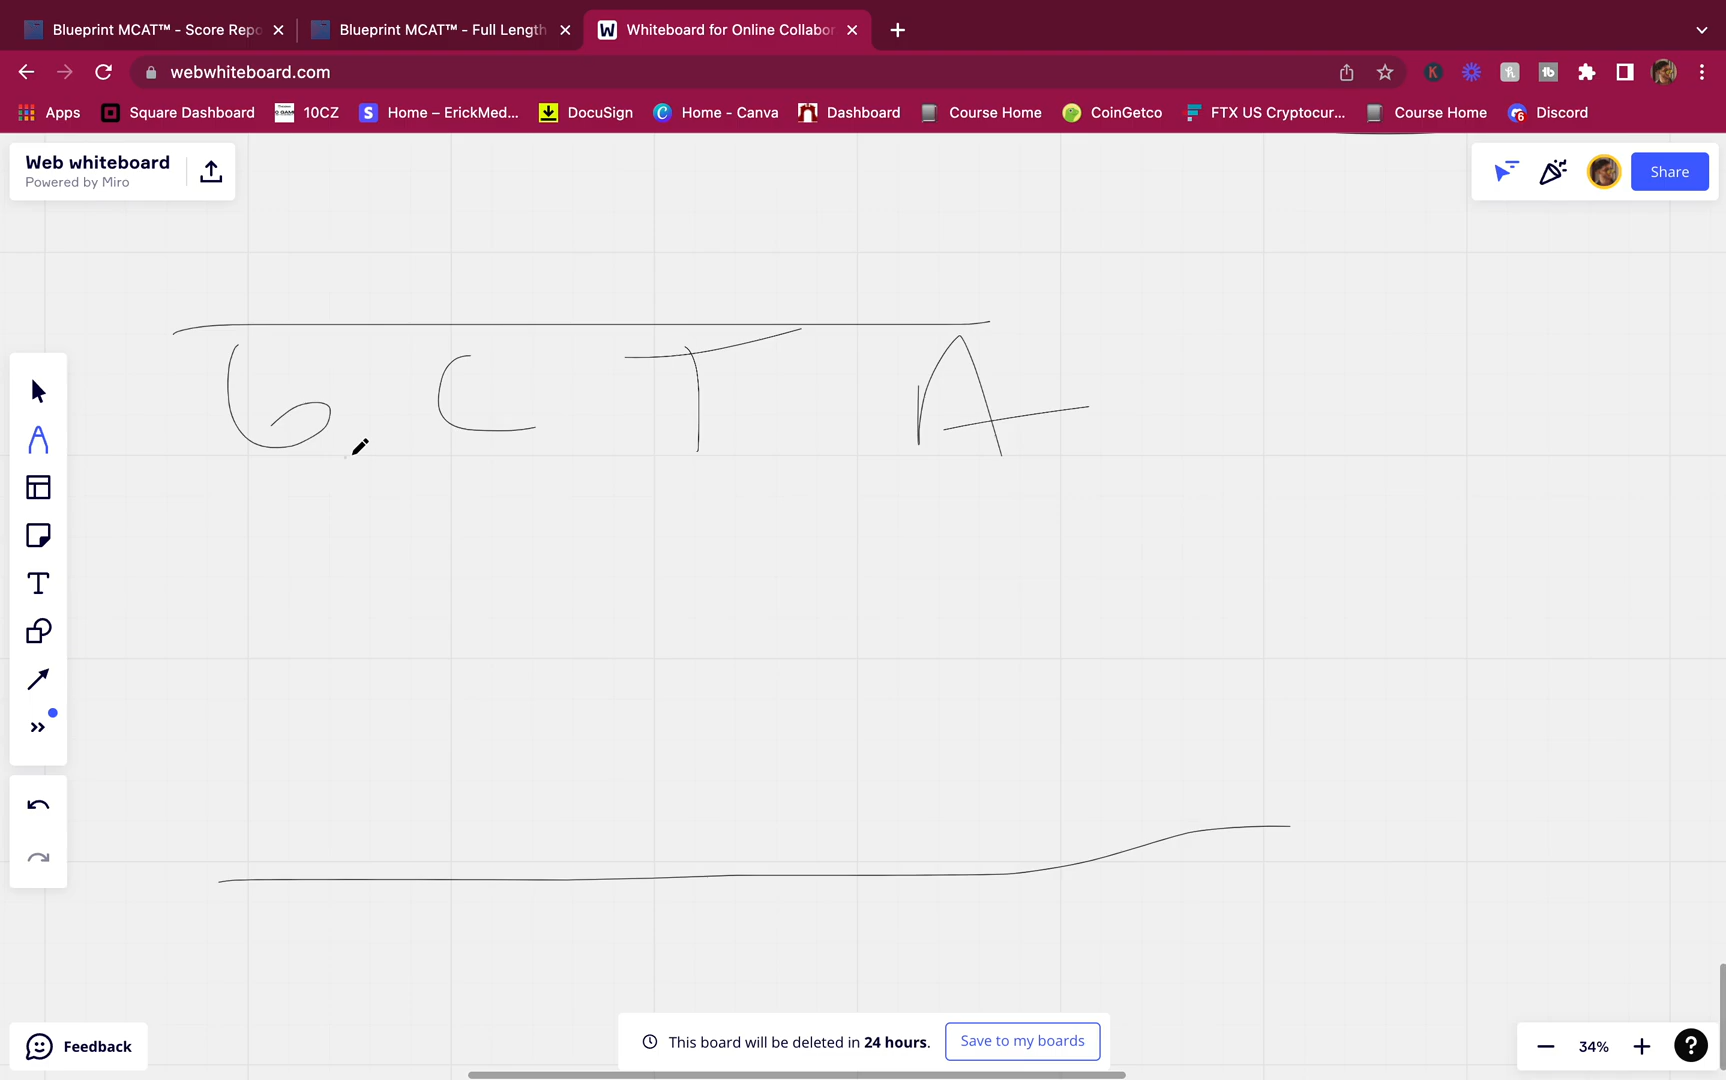 Blueprint MCAT™ - Score Repo
Blueprint MCAT™ - Full Length
W
Whiteboard for Online Collabor
webwhiteboard.com
K
Apps
Square Dashboard
10CZ
S
Home – ErickMed...
DocuSign
C
Home - Canva
Dashboard
Course Home
CoinGetco
FTX US Cryptocur...
Course Home
6
Discord
Web whiteboard
Powered by Miro
Share
G C T A
T
Feedback
This board will be deleted in 24 hours.
Save to my boards
− 34% + ?